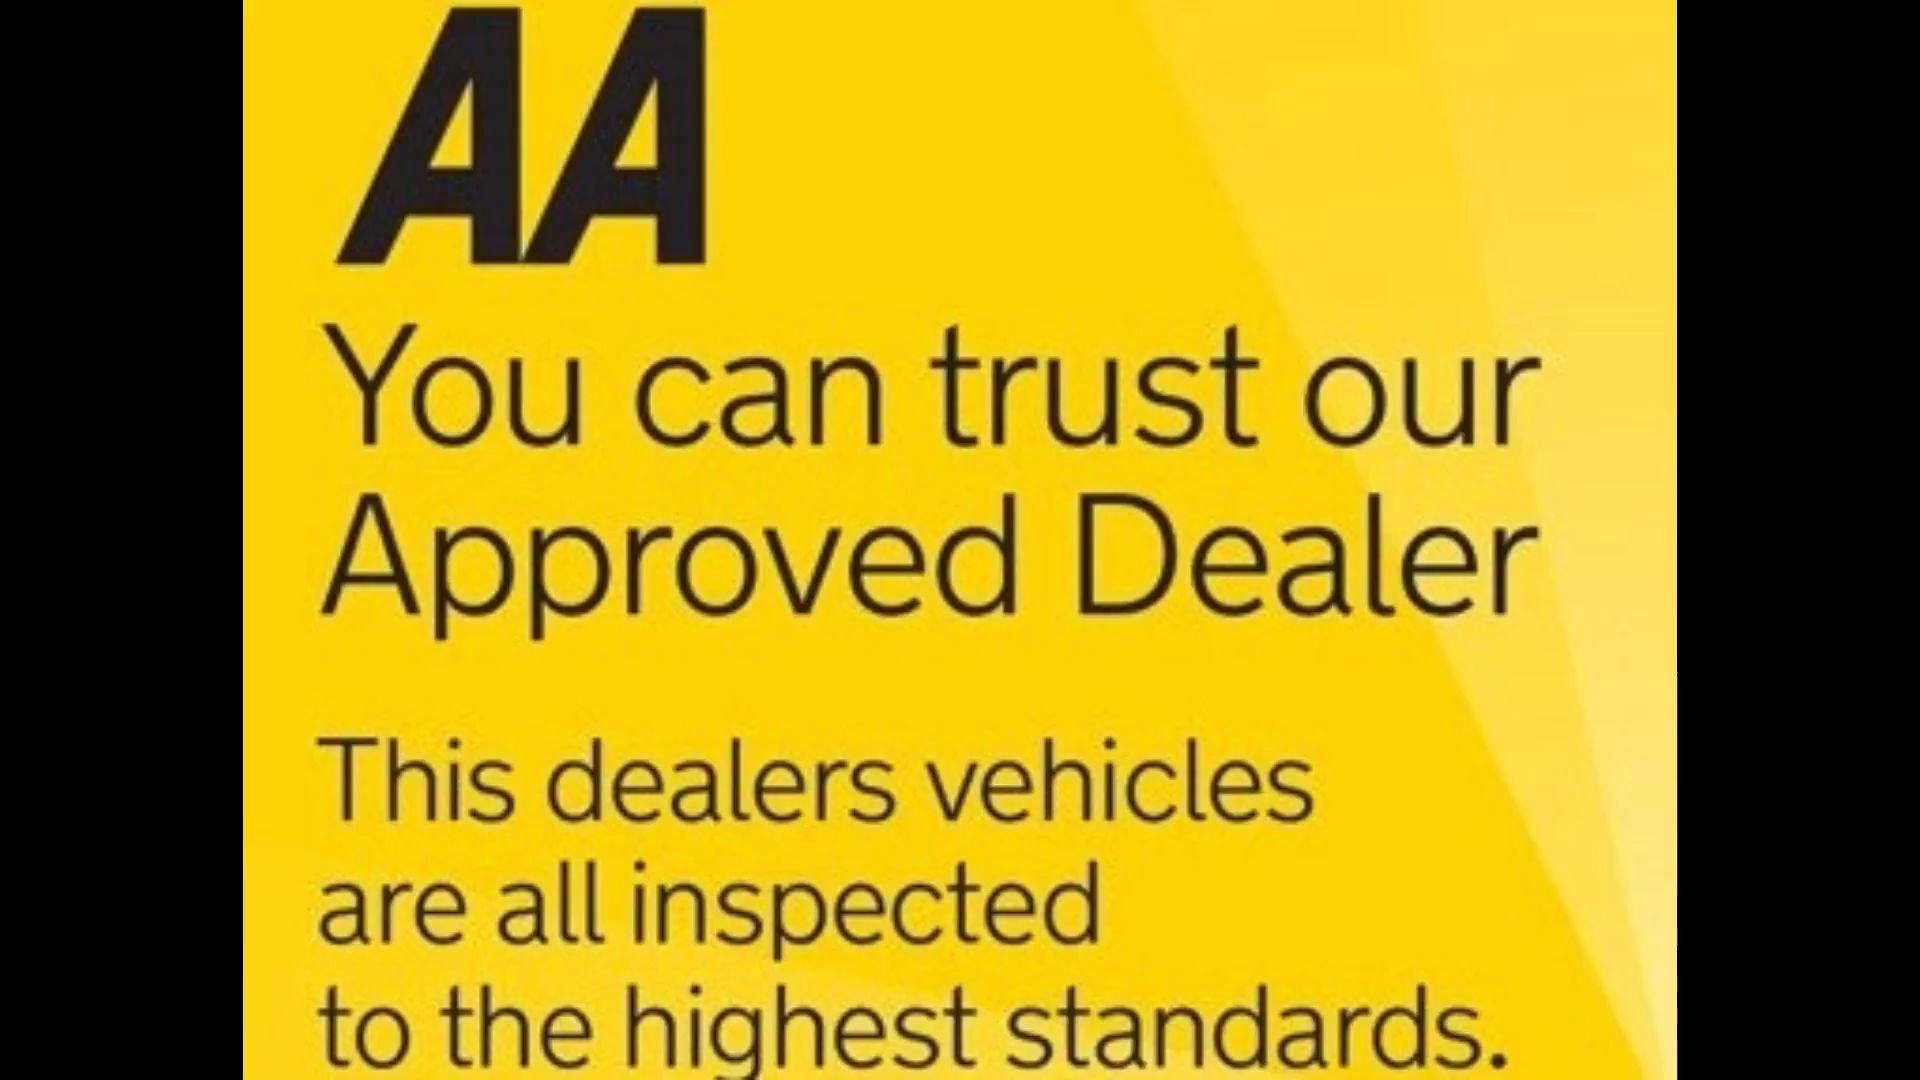 AA
You can trust our
Approved Dealer
This dealers vehicles
are all inspected
to the highest standards.